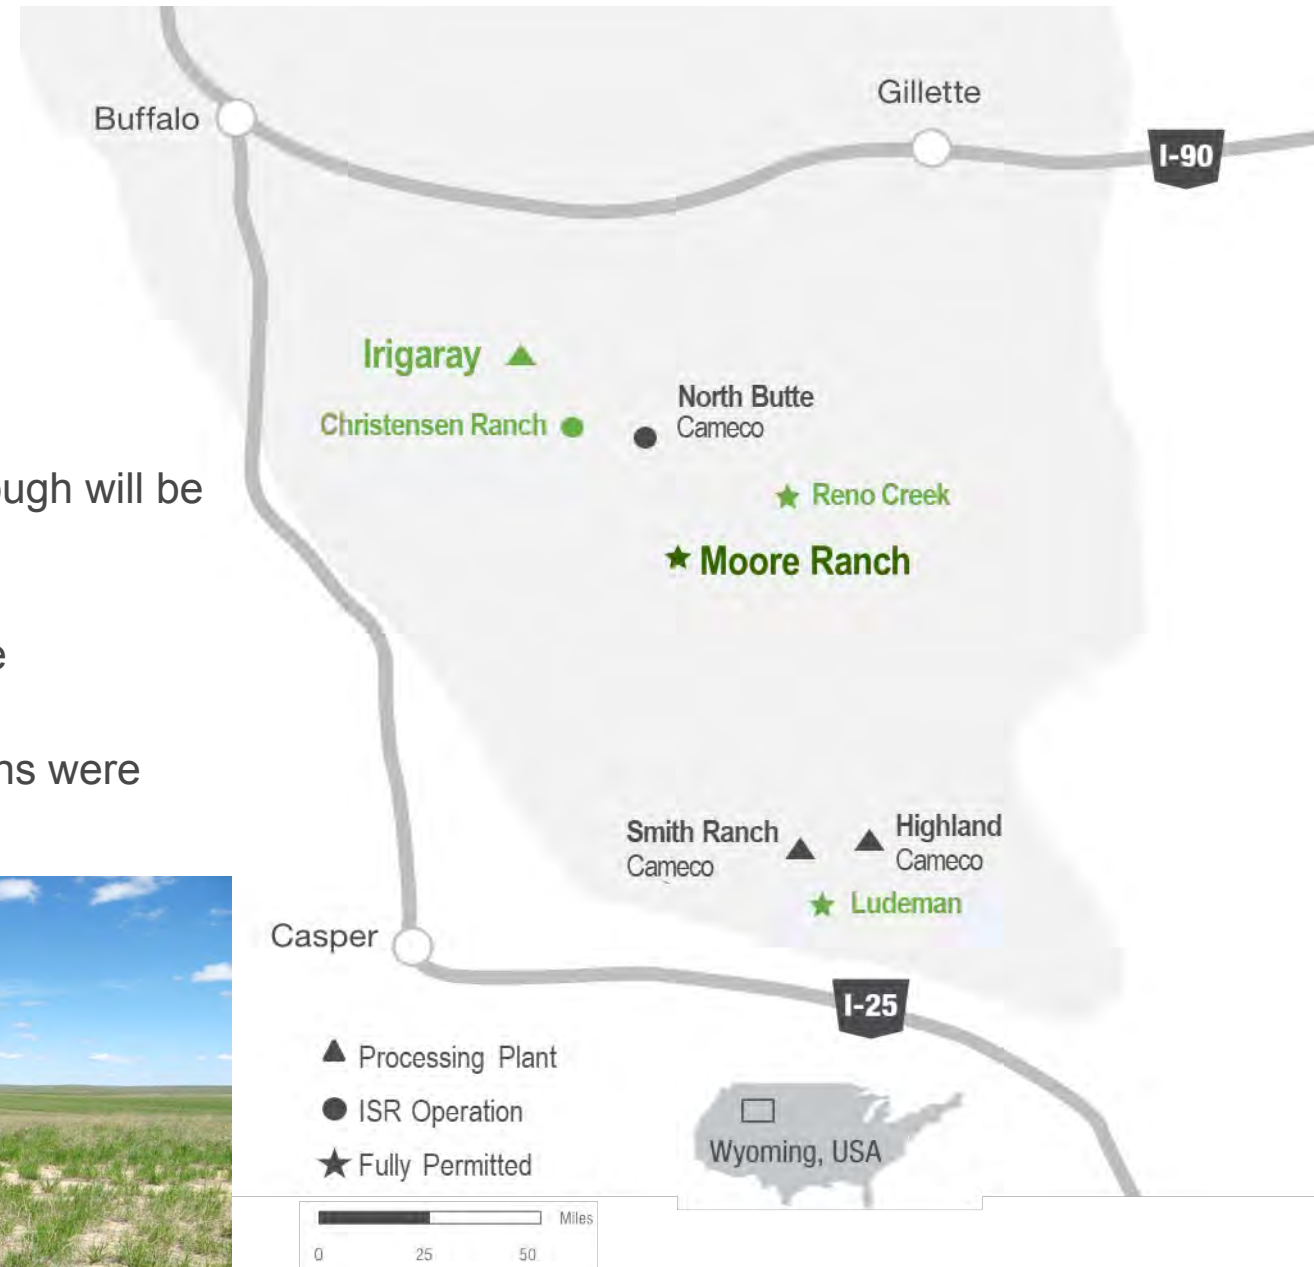 Buffalo
Gillette
I-90
Irigaray
Christensen Ranch
North Butte
Cameco
Reno Creek
Moore Ranch
will be
ns were
Smith Ranch
Cameco
Highland
Cameco
Ludeman
Casper
I-25
Processing Plant
ISR Operation
Fully Permitted
Wyoming, USA
Miles
0 25 50